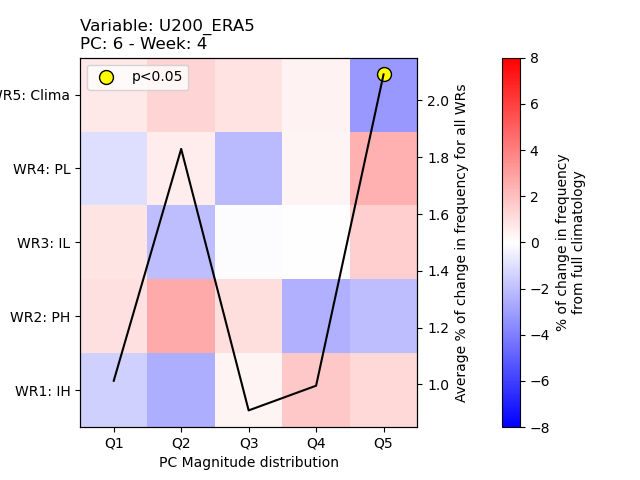 Variable: U200_ERA5
PC: 6 - Week: 4
p<0.05
WR5: Clima
WR4: PL
WR3: IL
WR2: PH
WR1: IH
Q1 Q2 Q3 Q4 Q5
PC Magnitude distribution
2.0
1.8
1.6
1.4
1.2
1.0
Average % of change in frequency for all WRs
8
6
4
2
0
−2
−4
−6
−8
% of change in frequency
from full climatology